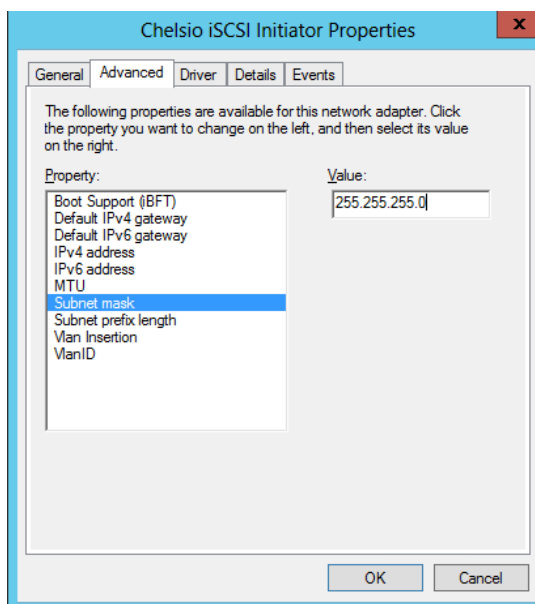 Chelsio iSCSI Initiator Properties
x
General Advanced Driver Details Events
The following properties are available for this network adapter. Click
the property you want to change on the left, and then select its value
on the right.
Property: Value:
Boot Support (iBFT) 255.255.255.0
Default IPv4 gateway
Default IPv6 gateway
IPv4 address
IPv6 address
MTU
Subnet mask
Subnet prefix length
Vlan Insertion
VlanID
OK Cancel